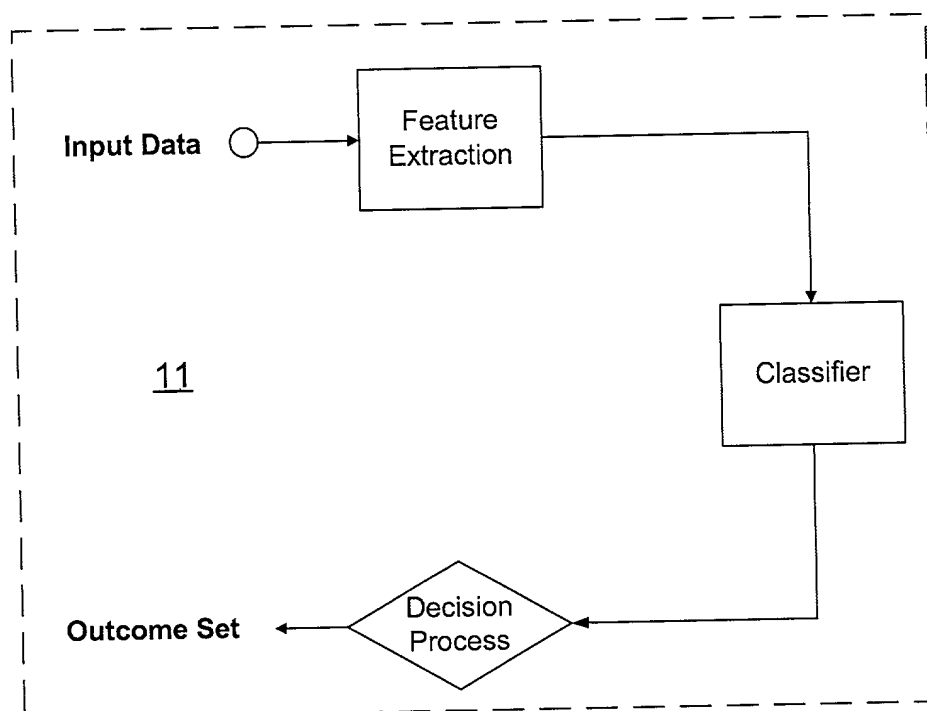 Input Data
Feature
Extraction
11
Classifier
Outcome Set
Decision
Process